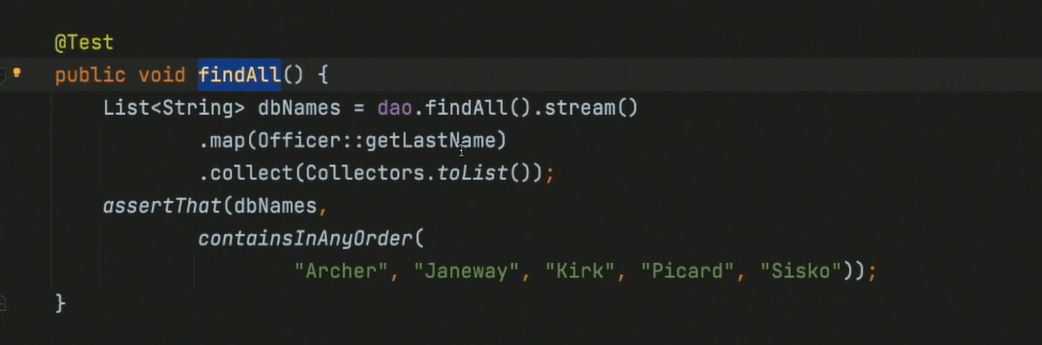 @Test
public void findAll() {
List<String> dbNames = dao.findAll().stream()
.map(Officer::getLastName)
.collect(Collectors.toList());
assertThat(dbNames,
containsInAnyOrder(
"Archer", "Janeway", "Kirk", "Picard", "Sisko"));
}